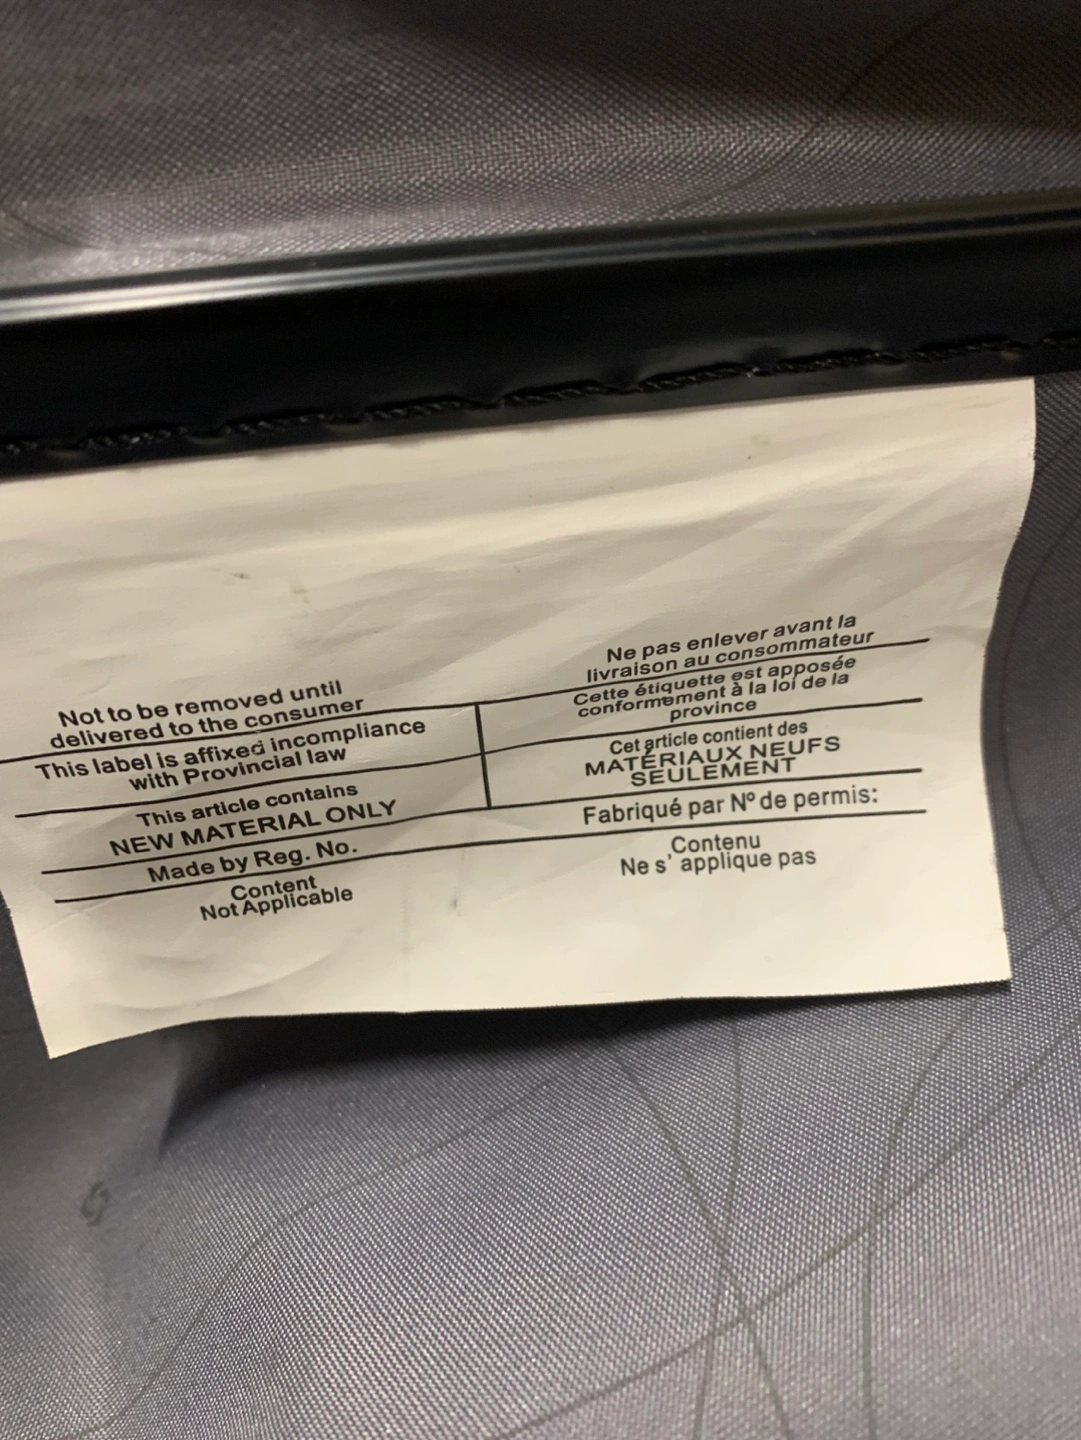 Not to be removed until
delivered to the consumer
This label is affixed incompliance
with Provincial law
This article contains
NEW MATERIAL ONLY
Made by Reg. No.
Content
Not Applicable
Ne pas enlever avant la
livraison au consommateur
Cette étiquette est apposée
conformement à la loi de la
province
Cet article contient des
MATÉRIAUX NEUFS
SEULEMENT
Fabriqué par Nº de permis:
Contenu
Ne s' applique pas